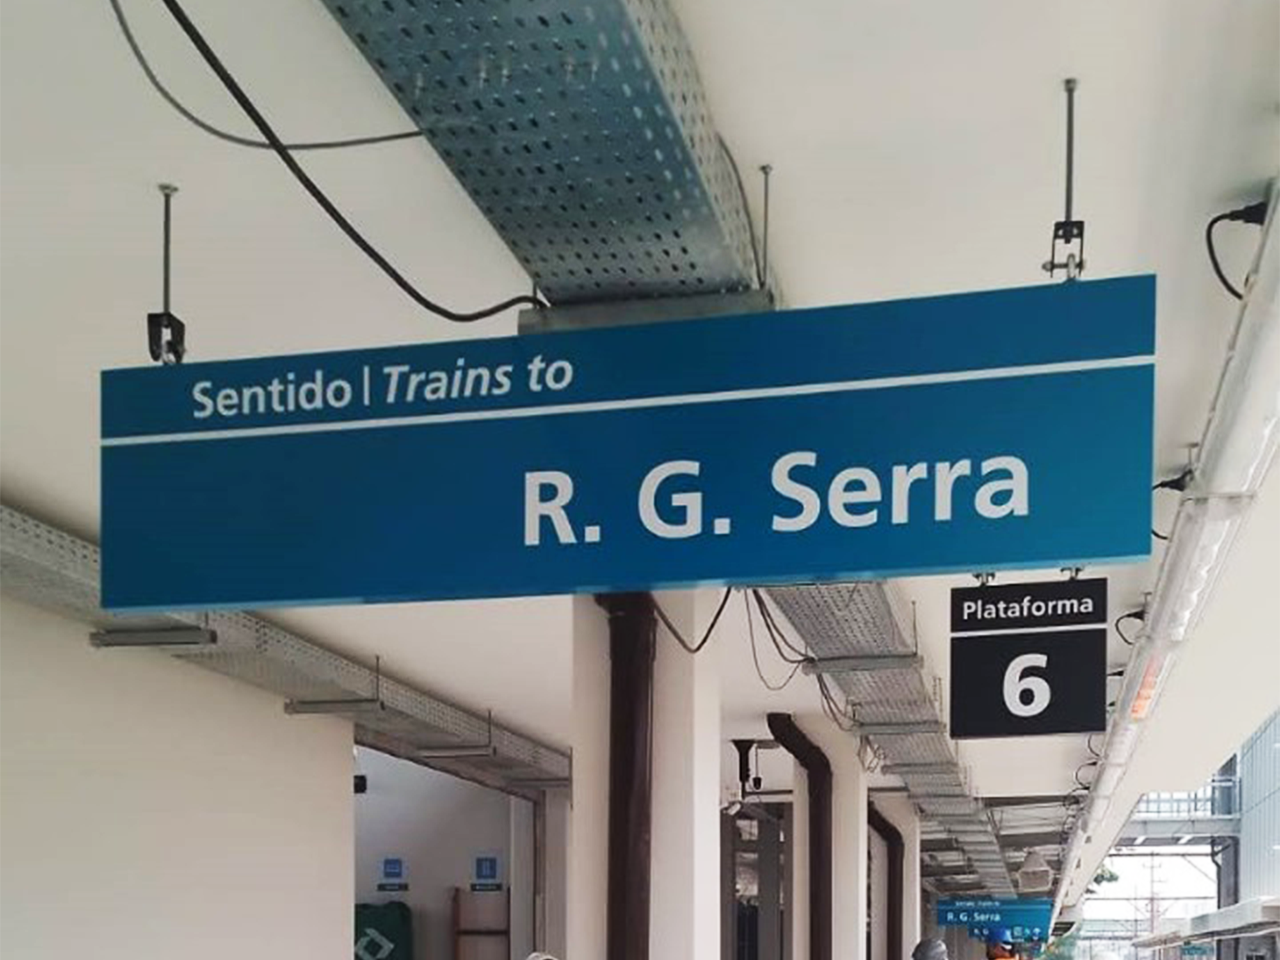 Sentido | Trains to
R. G. Serra
Plataforma
6
R. G. Serra